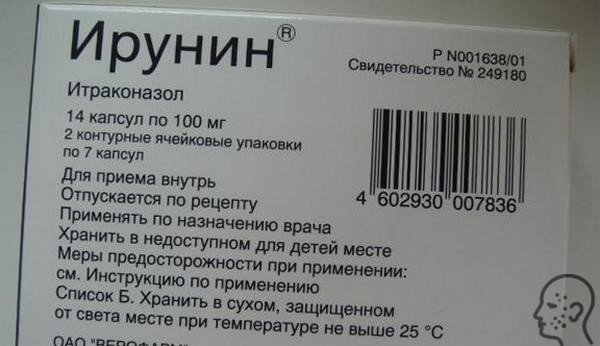 Ирунин®
Р N001638/01
Свидетельство № 249180
Итраконазол
14 капсул по 100 мг
2 контурные ячейковые упаковки
по 7 капсул
4 602930 007836
Для приема внутрь
Отпускается по рецепту
Применять по назначению врача
Хранить в недоступном для детей месте
Меры предосторожности при применении:
см. Инструкцию по применению
Список Б. Хранить в сухом, защищенном
от света месте при температуре не выше 25 °С
ОАО "ВЕРОФАРМ"